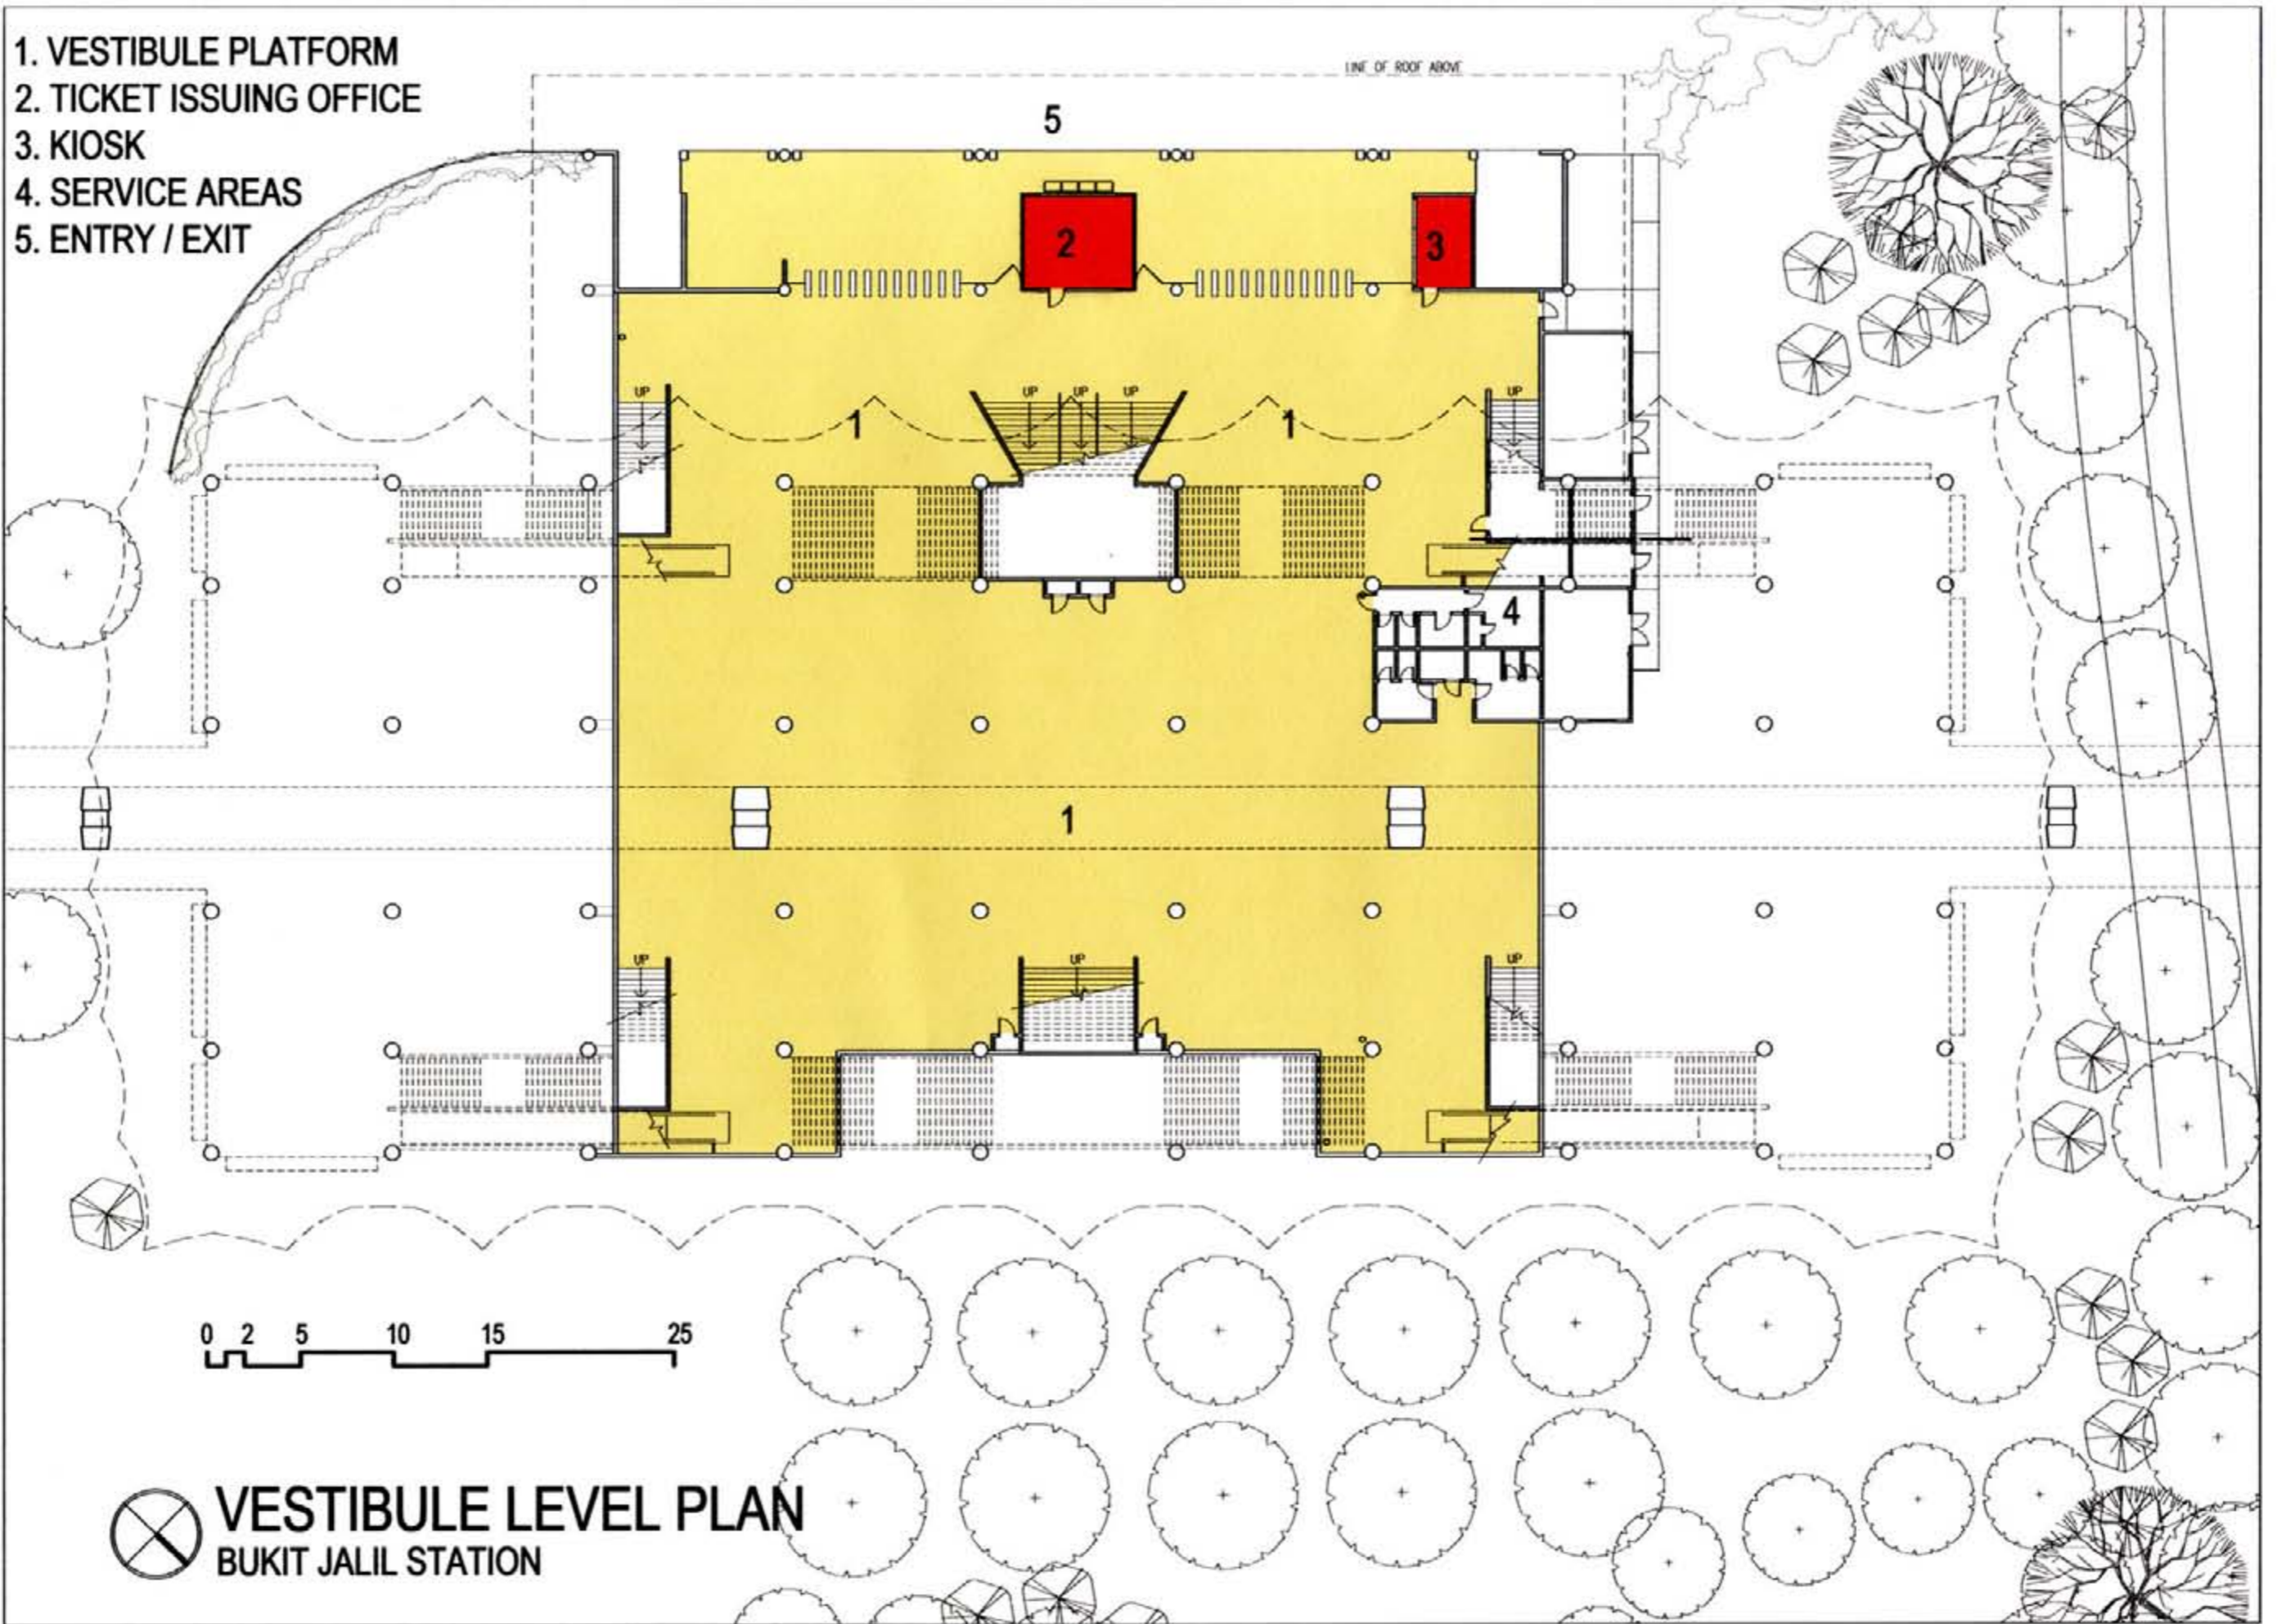 1. VESTIBULE PLATFORM
2. TICKET ISSUING OFFICE
3. KIOSK
4. SERVICE AREAS
5. ENTRY / EXIT
LINE OF ROOF ABOVE
5
2
3
UP
UP
UP
UP
UP
1
1
4
1
UP
UP
UP
0 2 5 10 15 25
VESTIBULE LEVEL PLAN
BUKIT JALIL STATION